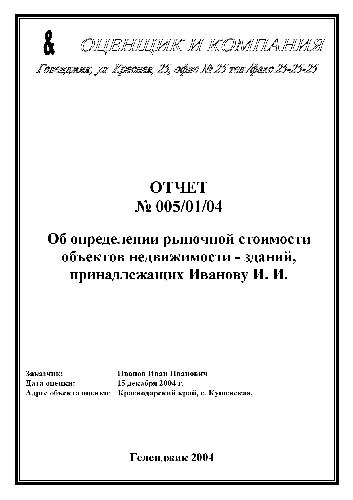 & ОЦЕНЩИК И КОМПАНИЯ
Геленджик, ул. Красная, 25, офис № 25 тел/факс 25-25-25
ОТЧЕТ
№ 005/01/04
Об определении рыночной стоимости
объектов недвижимости - зданий,
принадлежащих Иванову И. И.
Заказчик: Иванов Иван Иванович
Дата оценки: 15 декабря 2004 г.
Адрес объекта оценки: Краснодарский край, с. Кущевская.
Геленджик 2004